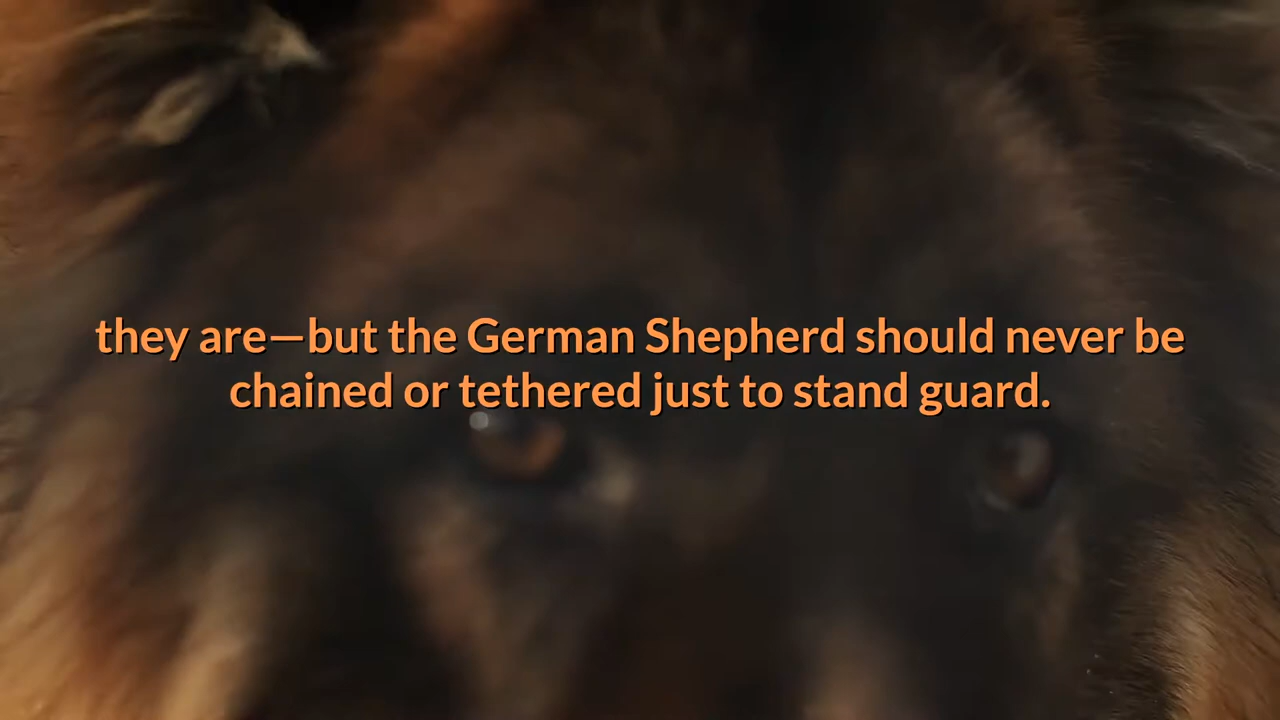 they are—but the German Shepherd should never be
chained or tethered just to stand guard.